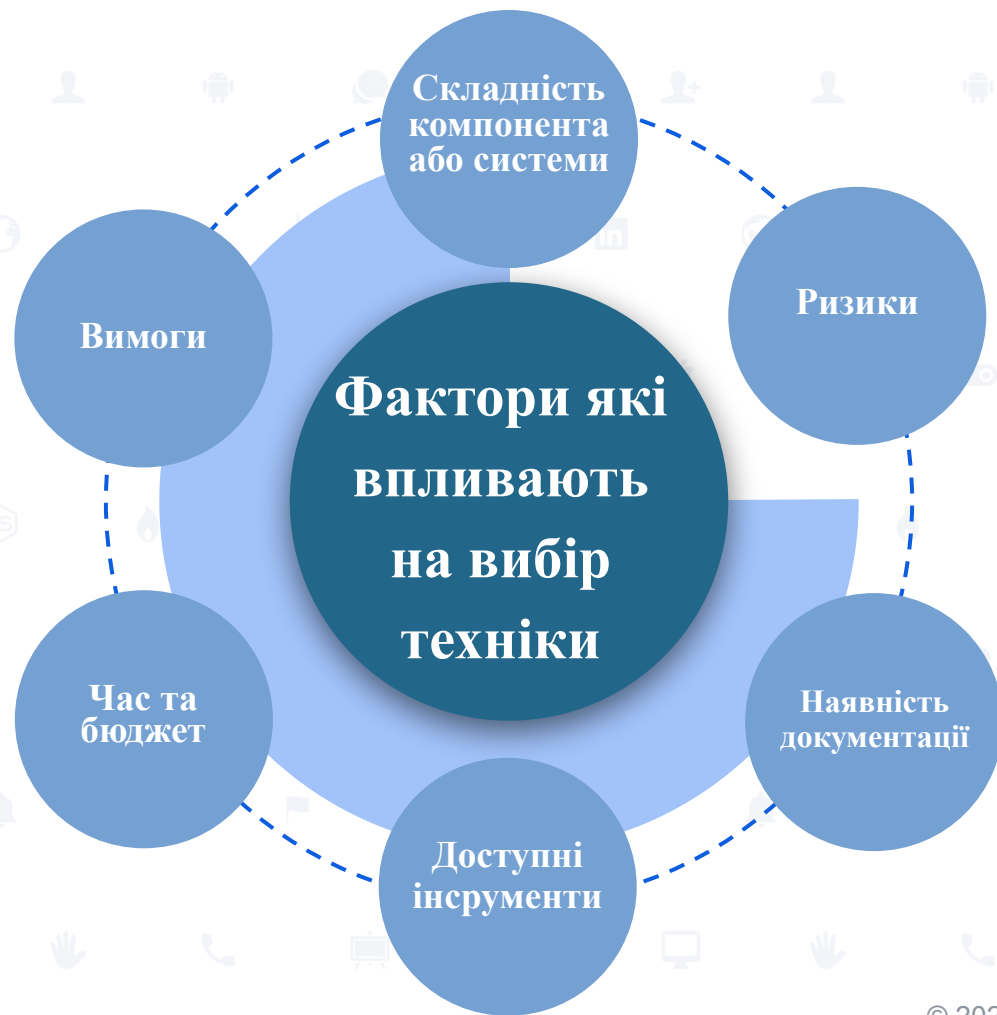 Складність
компонента
або системи
Ризики
Вимоги
Фактори які
впливають
на вибір
техніки
Час та
бюджет
Наявність
документації
Доступні
інсрументи